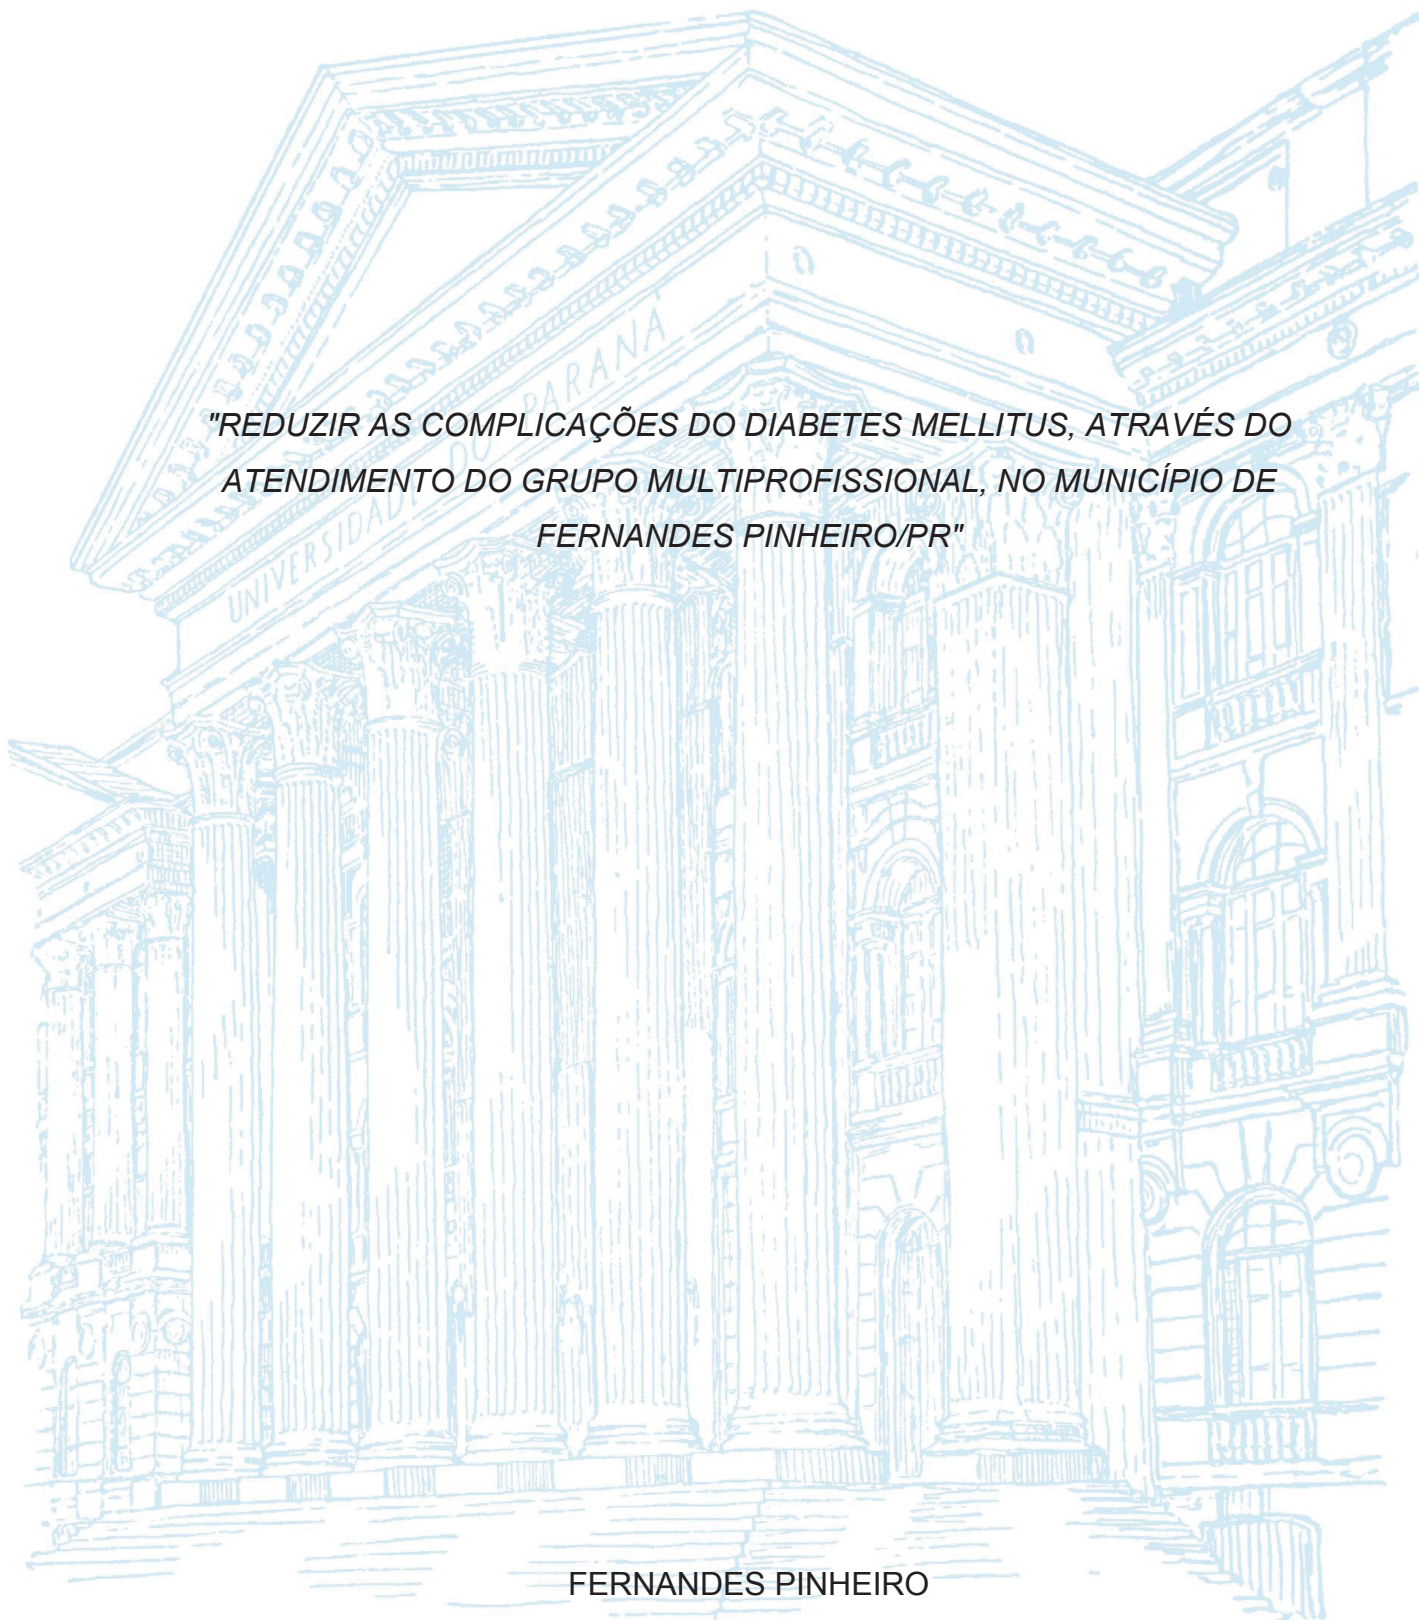 UNIVERSIDADE DO PARANÁ
"REDUZIR AS COMPLICAÇÕES DO DIABETES MELLITUS, ATRAVÉS DO
ATENDIMENTO DO GRUPO MULTIPROFISSIONAL, NO MUNICÍPIO DE
FERNANDES PINHEIRO/PR"
FERNANDES PINHEIRO